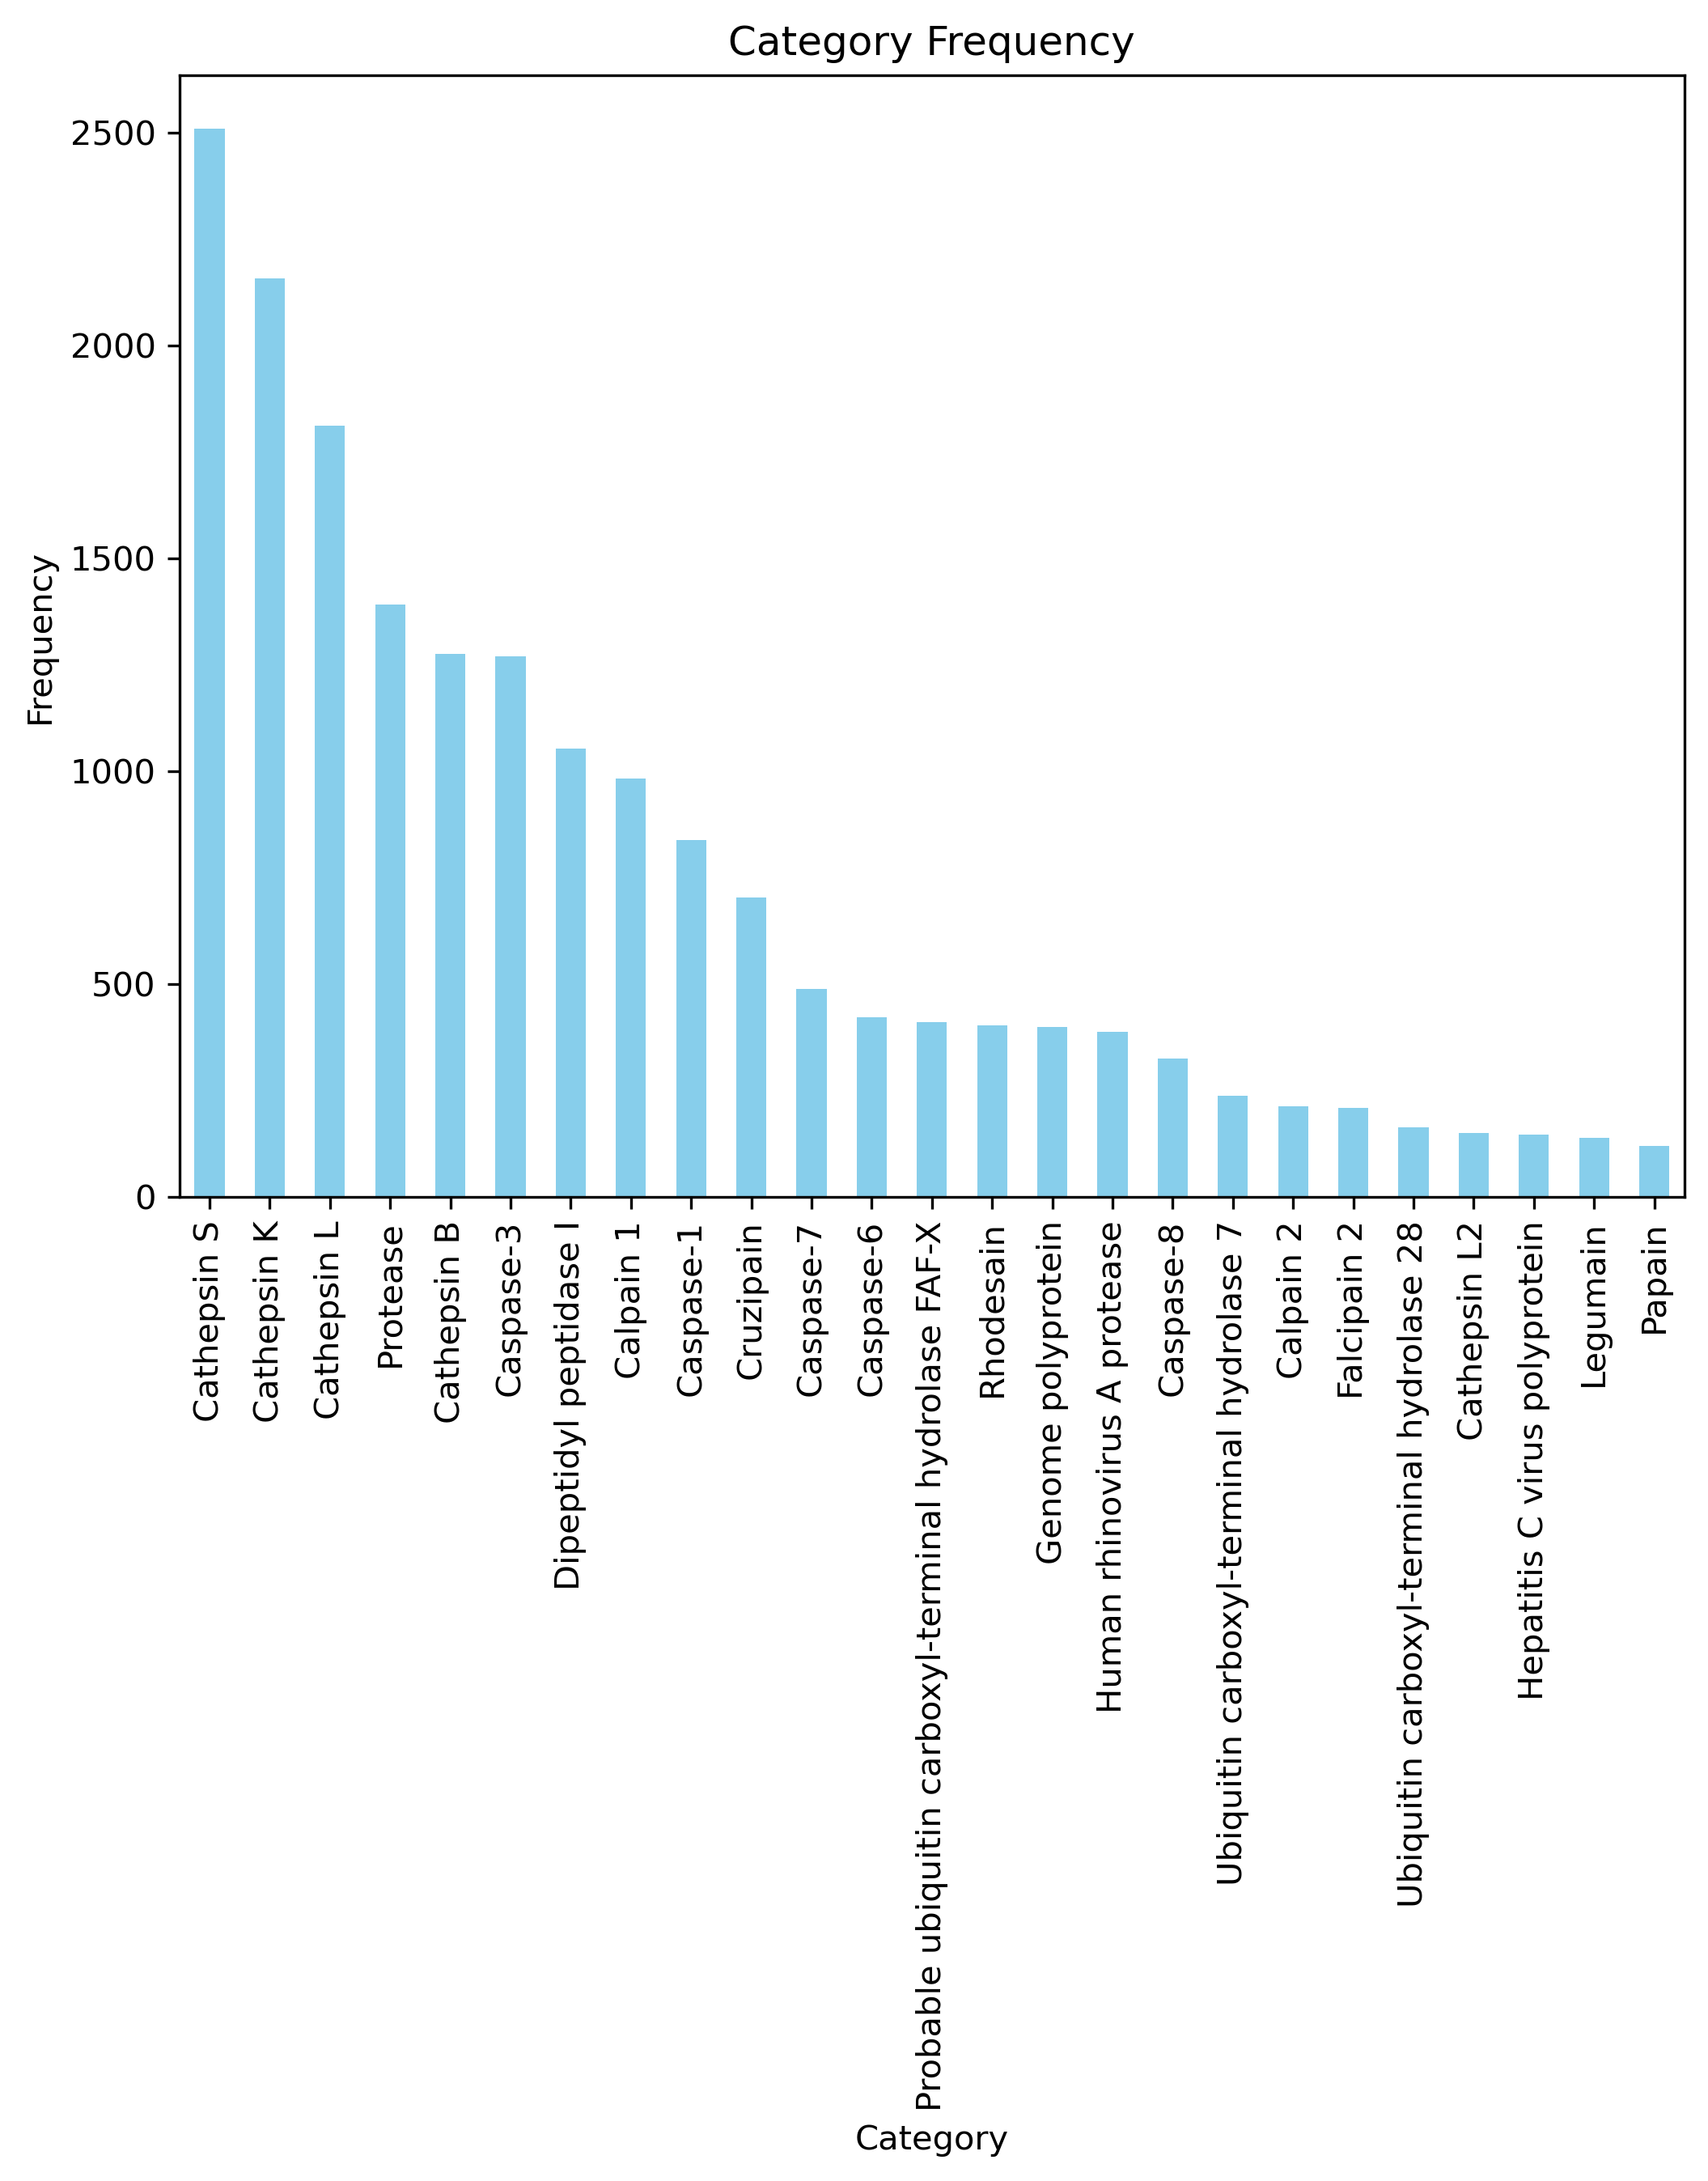 Category Frequency
2500
2000
1500
1000
500
0
Frequency
Cathepsin S
Cathepsin K
Cathepsin L
Protease
Cathepsin B
Caspase-3
Dipeptidyl peptidase I
Calpain 1
Caspase-1
Cruzipain
Caspase-7
Caspase-6
Probable ubiquitin carboxyl-terminal hydrolase FAF-X
Rhodesain
Genome polyprotein
Human rhinovirus A protease
Caspase-8
Ubiquitin carboxyl-terminal hydrolase 7
Calpain 2
Falcipain 2
Ubiquitin carboxyl-terminal hydrolase 28
Cathepsin L2
Hepatitis C virus polyprotein
Legumain
Papain
Category